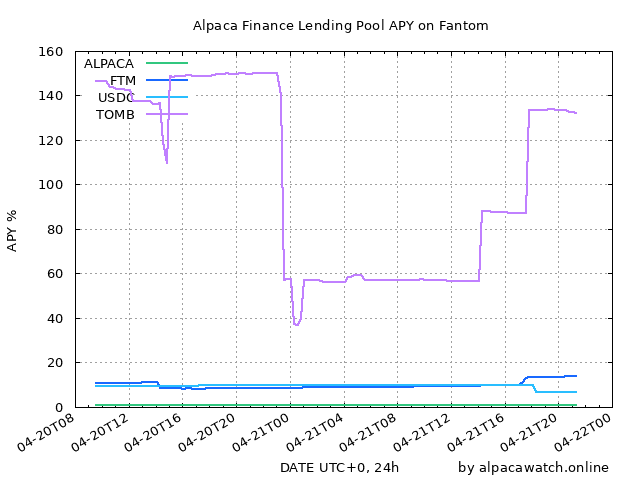 Alpaca Finance Lending Pool APY on Fantom
160
140
120
100
80
60
40
20
0
APY %
ALPACA
FTM
USDC
TOMB
04-20T08
04-20T12
04-20T16
04-20T20
04-21T00
04-21T04
04-21T08
04-21T12
04-21T16
04-21T20
04-22T00
DATE UTC+0, 24h
by alpacawatch.online